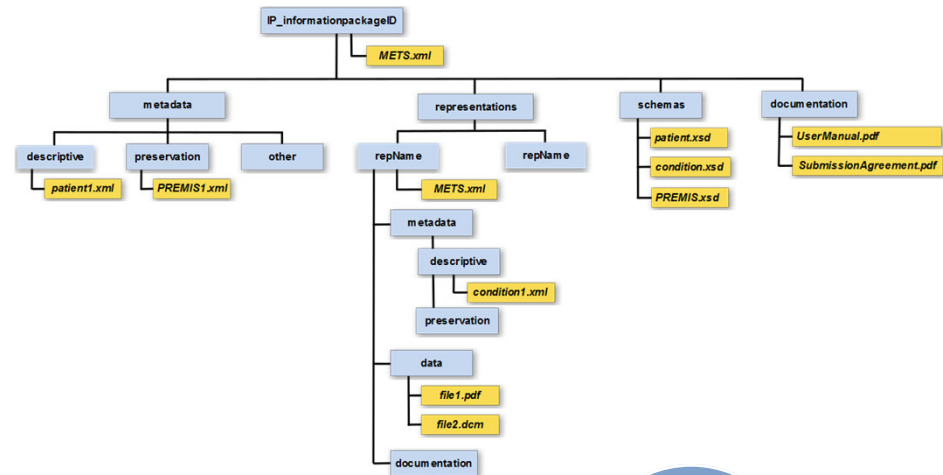 IP_informationpackageID
METS.xml
metadata
representations
schemas
documentation
descriptive
preservation
other
repName
repName
patient.xsd
UserManual.pdf
patient1.xml
PREMIS1.xml
METS.xml
condition.xsd
SubmissionAgreement.pdf
PREMIS.xsd
metadata
descriptive
condition1.xml
preservation
data
file1.pdf
file2.dcm
documentation